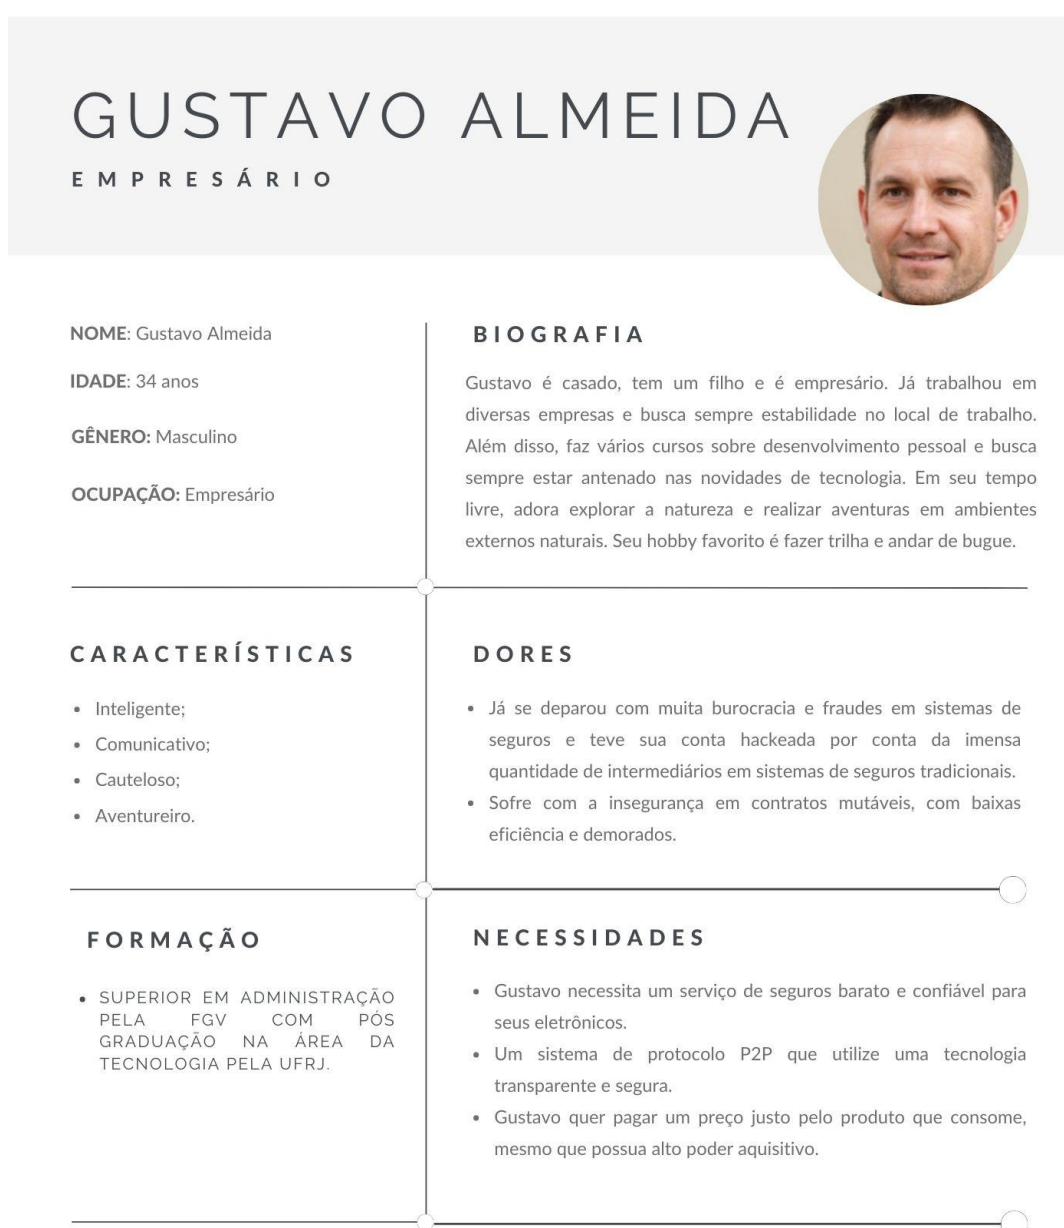 GUSTAVO ALMEIDA
EMPRESÁRIO
NOME: Gustavo Almeida
IDADE: 34 anos
GÊNERO: Masculino
OCUPAÇÃO: Empresário
BIOGRAFIA
Gustavo é casado, tem um filho e é empresário. Já trabalhou em
diversas empresas e busca sempre estabilidade no local de trabalho.
Além disso, faz vários cursos sobre desenvolvimento pessoal e busca
sempre estar antenado nas novidades de tecnologia. Em seu tempo
livre, adora explorar a natureza e realizar aventuras em ambientes
externos naturais. Seu hobby favorito é fazer trilha e andar de bugue.
CARACTERÍSTICAS
• Inteligente;
• Comunicativo;
• Cauteloso;
• Aventureiro.
DORES
• Já se deparou com muita burocracia e fraudes em sistemas de
seguros e teve sua conta hackeada por conta da imensa
quantidade de intermediários em sistemas de seguros tradicionais.
• Sofre com a insegurança em contratos mutáveis, com baixas
eficiência e demorados.
FORMAÇÃO
• SUPERIOR EM ADMINISTRAÇÃO
PELA FGV COM PÓS
GRADUAÇÃO NA ÁREA DA
TECNOLOGIA PELA UFRJ.
NECESSIDADES
• Gustavo necessita um serviço de seguros barato e confiável para
seus eletrônicos.
• Um sistema de protocolo P2P que utilize uma tecnologia
transparente e segura.
• Gustavo quer pagar um preço justo pelo produto que consome,
mesmo que possua alto poder aquisitivo.